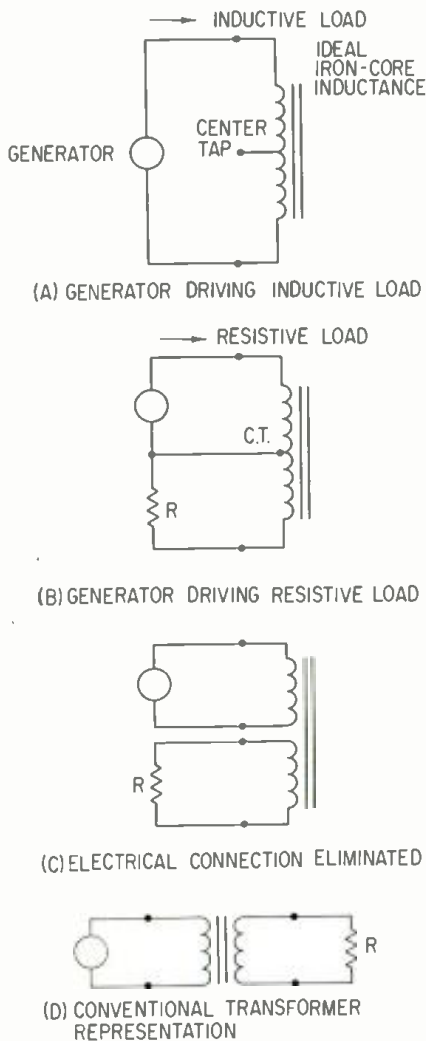 INDUCTIVE LOAD
IDEAL
IRON-CORE
INDUCTANCE
CENTER
TAP
GENERATOR
(A) GENERATOR DRIVING INDUCTIVE LOAD
RESISTIVE LOAD
C.T.
R
(B) GENERATOR DRIVING RESISTIVE LOAD
R
(C) ELECTRICAL CONNECTION ELIMINATED
R
(D) CONVENTIONAL TRANSFORMER
REPRESENTATION